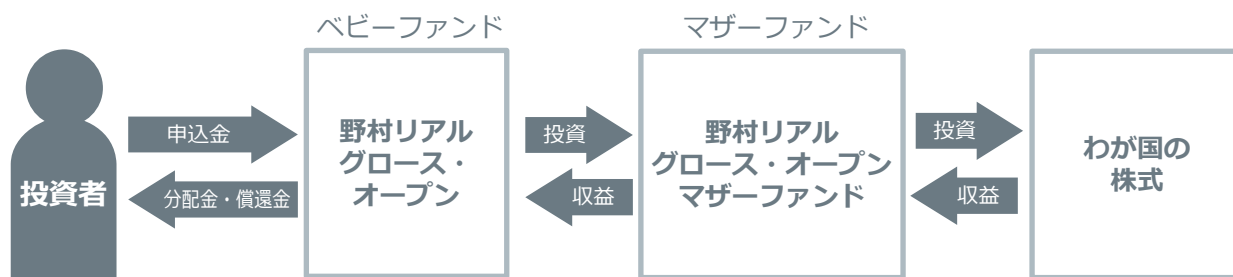 ベビーファンド
マザーファンド
投資者
申込金
分配金・償還金
野村リアル
グロース・
オープン
投資
収益
野村リアル
グロース・オープン
マザーファンド
投資
収益
わが国の
株式